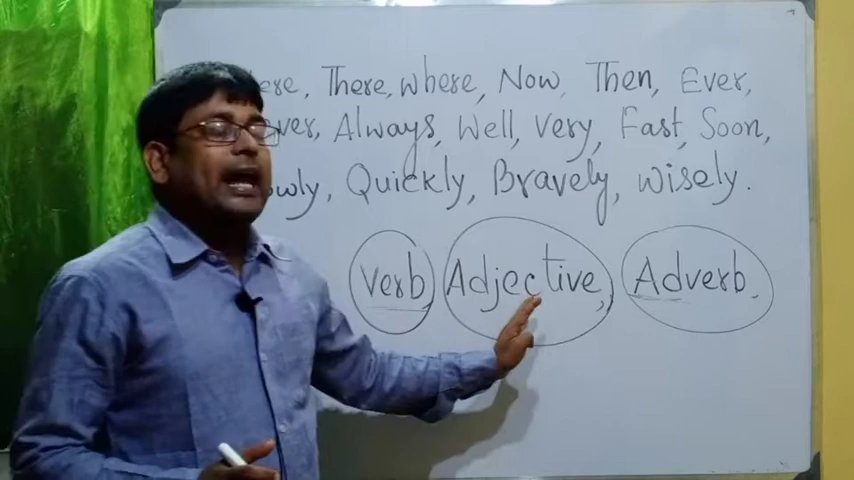 There, where, Now, Then, Ever,
Always, Well, Very, Fast, Soon,
Quickly, Bravely, wisely.
Verb, Adjective, Adverb.